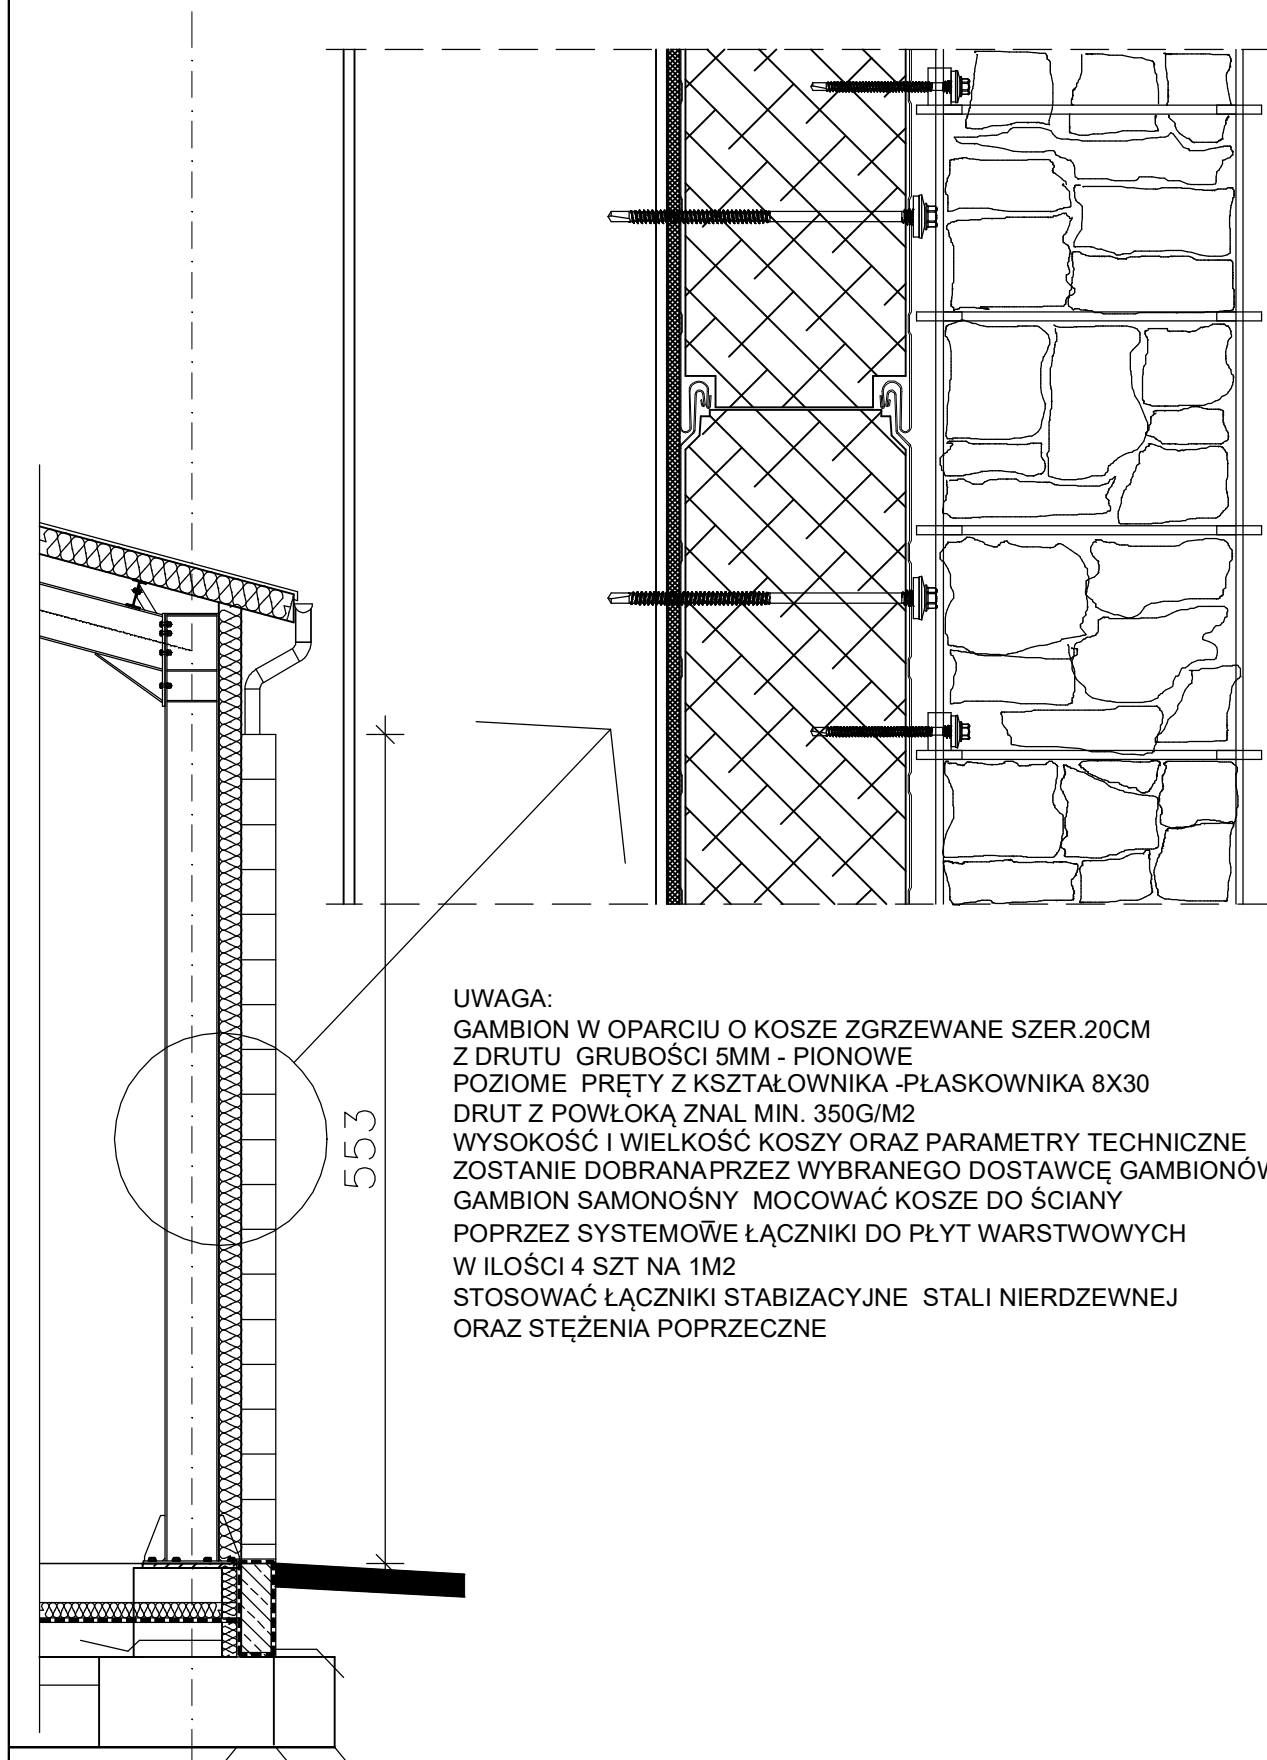 553
UWAGA:
GAMBION W OPARCIU O KOSZE ZGRZEWANE SZER.20CM
Z DRUTU GRUBOŚCI 5MM - PIONOWE
POZIOME PRĘTY Z KSZTAŁOWNIKA -PŁASKOWNIKA 8X30
DRUT Z POWŁOKĄ ZNAL MIN. 350G/M2
WYSOKOŚĆ I WIELKOŚĆ KOSZY ORAZ PARAMETRY TECHNICZNE
ZOSTANIE DOBRANA PRZEZ WYBRANEGO DOSTAWCĘ GAMBIONÓW
GAMBION SAMONOŚNY MOCOWAĆ KOSZE DO ŚCIANY
POPRZEZ SYSTEMOWE ŁĄCZNIKI DO PŁYT WARSTWOWYCH
W ILOŚCI 4 SZT NA 1M2
STOSOWAĆ ŁĄCZNIKI STABIZACYJNE STALI NIERDZEWNEJ
ORAZ STĘŻENIA POPRZECZNE